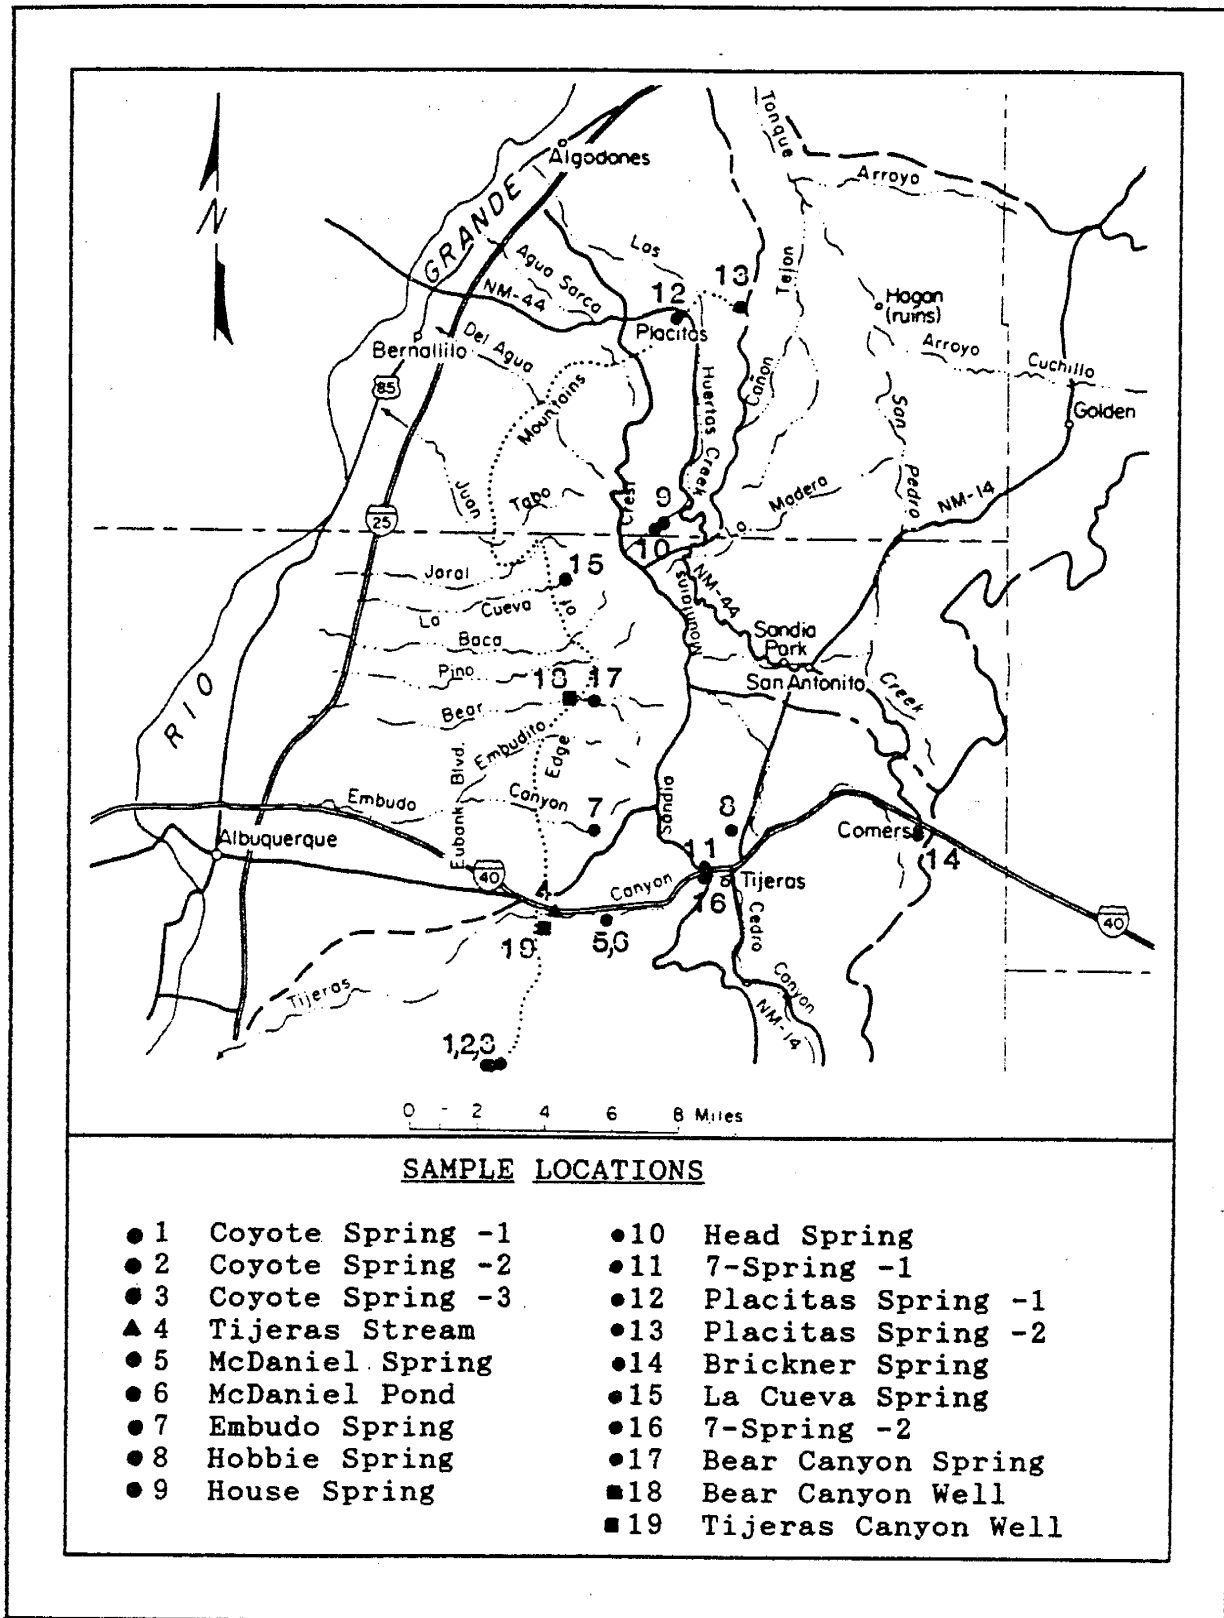 Tonque
Algodones
Arroyo
N
GRANDE
Las
Agua Sarca
Tejon
13
NM-44
12
Hagan
(ruins)
Placitas
Del Agua
Bernalillo
Arroyo
Cuchillo
85
Mountains
Huertas Creek
Cañon
San
Golden
Juan
Tabo
Crest
Madera
Pedro
NM-14
9
25
10
Jaral
15
NM-44
Mountains
La
Cueva
of
Baca
Sandia
Park
Pino
18
17
San Antonito
RIO
Bear
Creek
Embudito
Edge
Eubank Blvd.
Embudo
Canyon
7
8
Sandia
Comers
Albuquerque
11
14
40
4
Canyon
Tijeras
16
40
19
5,6
Cedro
Canyon
Tijeras
NM-14
1,2,3
0 - 2 4 6 8 Miles
SAMPLE LOCATIONS
● 1 Coyote Spring -1
● 2 Coyote Spring -2
● 3 Coyote Spring -3
▲ 4 Tijeras Stream
● 5 McDaniel Spring
● 6 McDaniel Pond
● 7 Embudo Spring
● 8 Hobbie Spring
● 9 House Spring
●10 Head Spring
●11 7-Spring -1
●12 Placitas Spring -1
●13 Placitas Spring -2
●14 Brickner Spring
●15 La Cueva Spring
●16 7-Spring -2
●17 Bear Canyon Spring
■18 Bear Canyon Well
■19 Tijeras Canyon Well